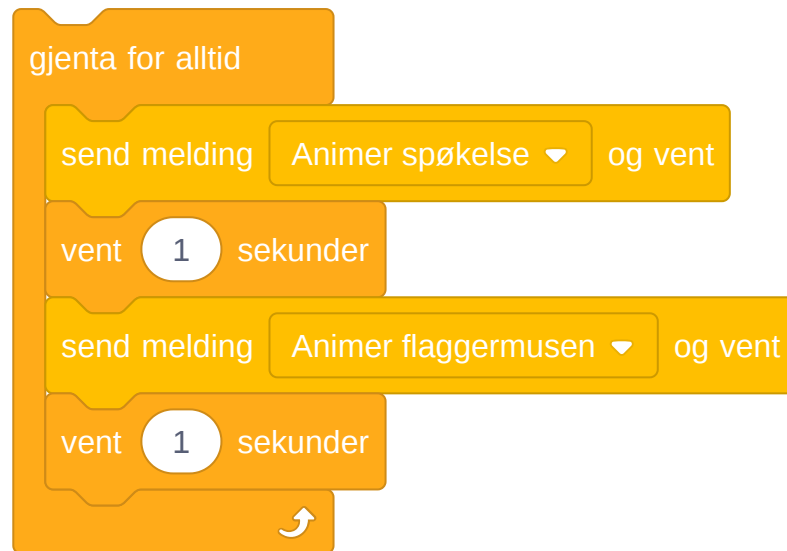 gjenta for alltid
send melding Animer spøkelse og vent
vent 1 sekunder
send melding Animer flaggermusen og vent
vent 1 sekunder